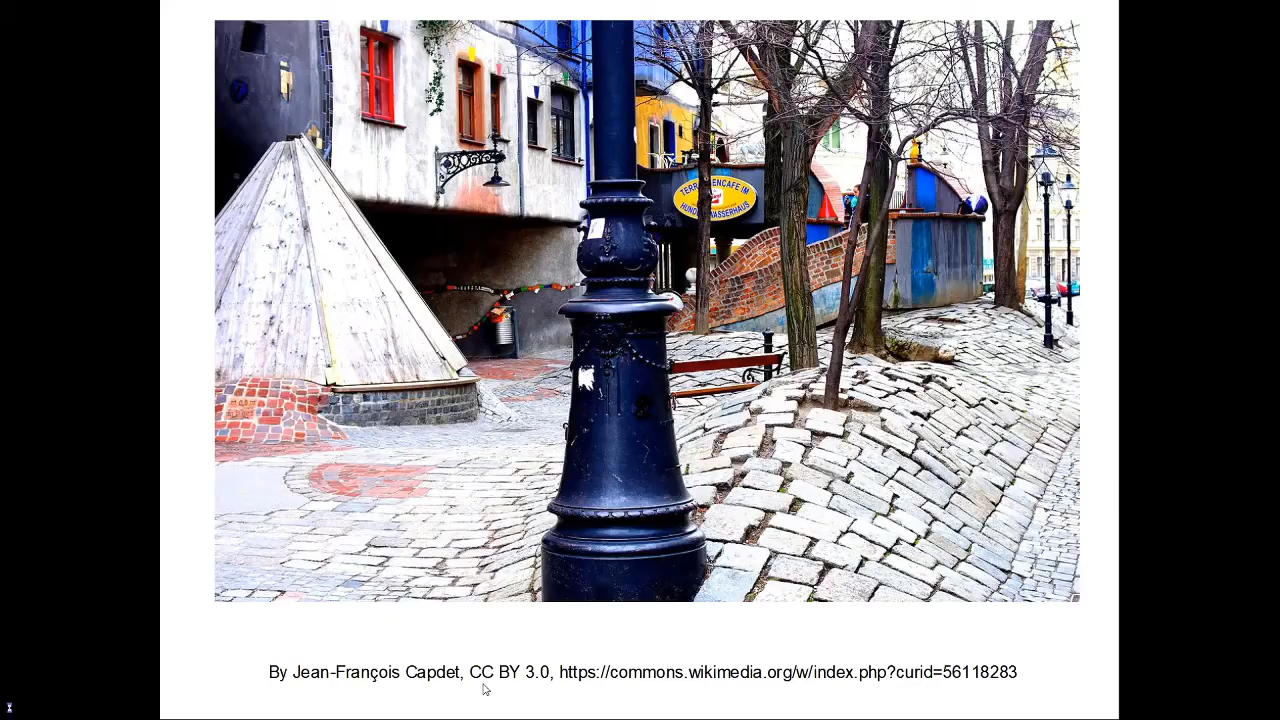 TERRASSENCAFE IM
HUNDERTWASSERHAUS
By Jean-François Capdet, CC BY 3.0, https://commons.wikimedia.org/w/index.php?curid=56118283